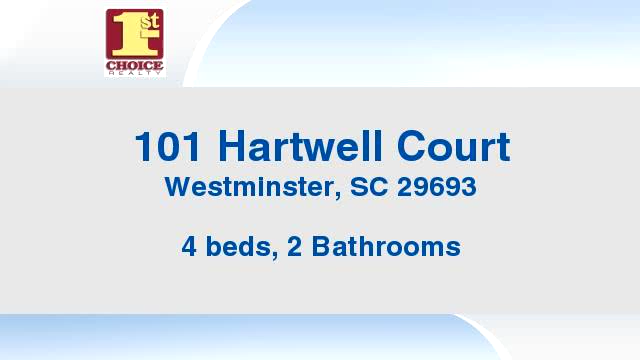 1st
CHOICE
REALTY
101 Hartwell Court
Westminster, SC 29693
4 beds, 2 Bathrooms